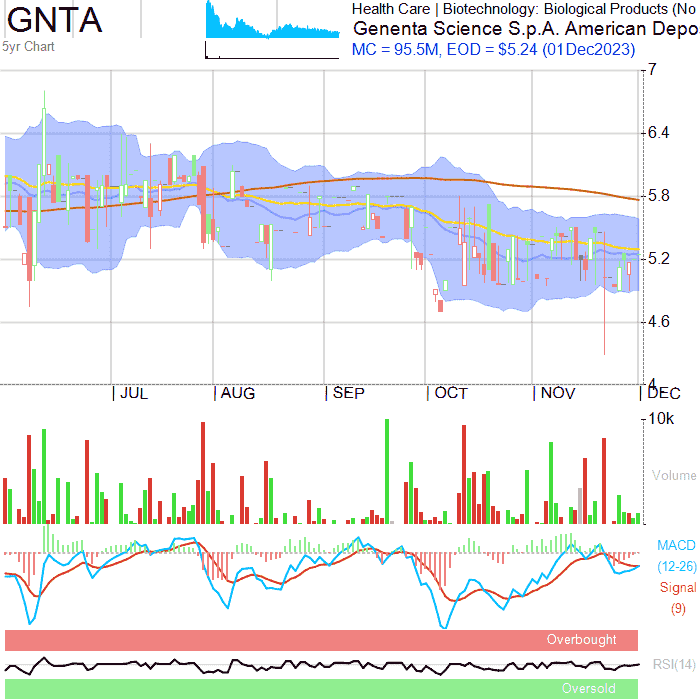 GNTA
5yr Chart
Health Care | Biotechnology: Biological Products (No
Genenta Science S.p.A. American Depo
MC = 95.5M, EOD = $5.24 (01Dec2023)
7
6.4
5.8
5.2
4.6
4
JUL AUG SEP OCT NOV DEC
10k
Volume
MACD
(12-26)
Signal
(9)
Overbought
RSI(14)
Oversold